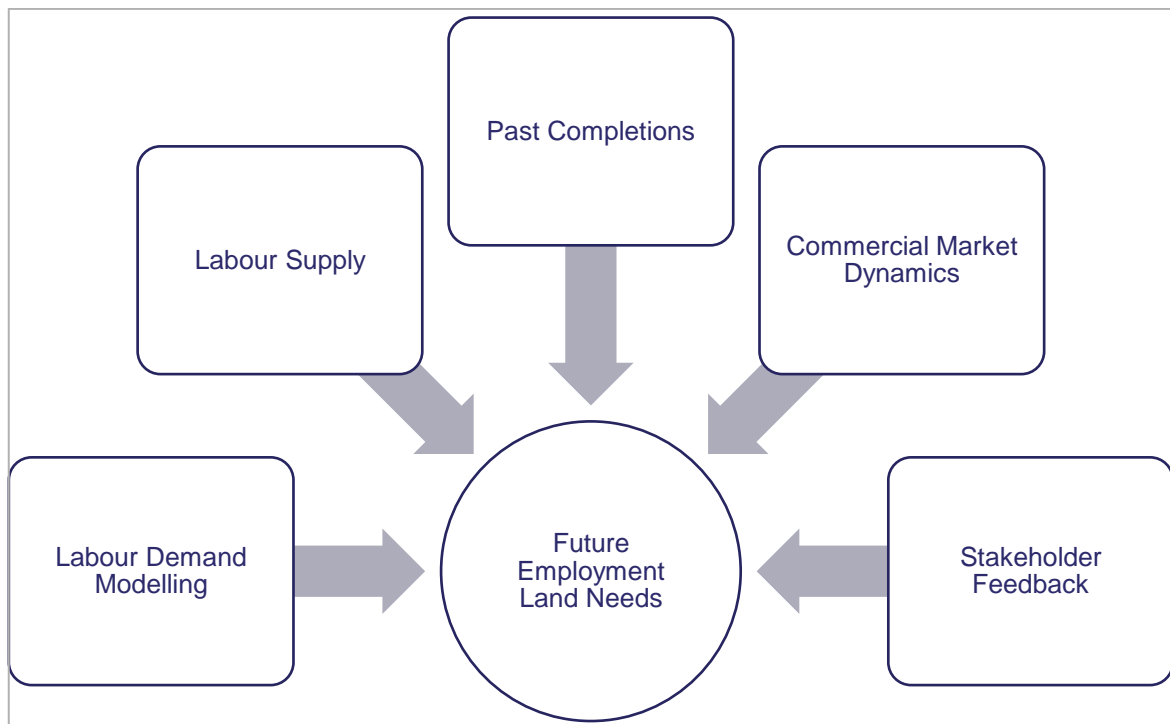 Past Completions
Labour Supply
Commercial Market
Dynamics
Labour Demand
Modelling
Future
Employment
Land Needs
Stakeholder
Feedback